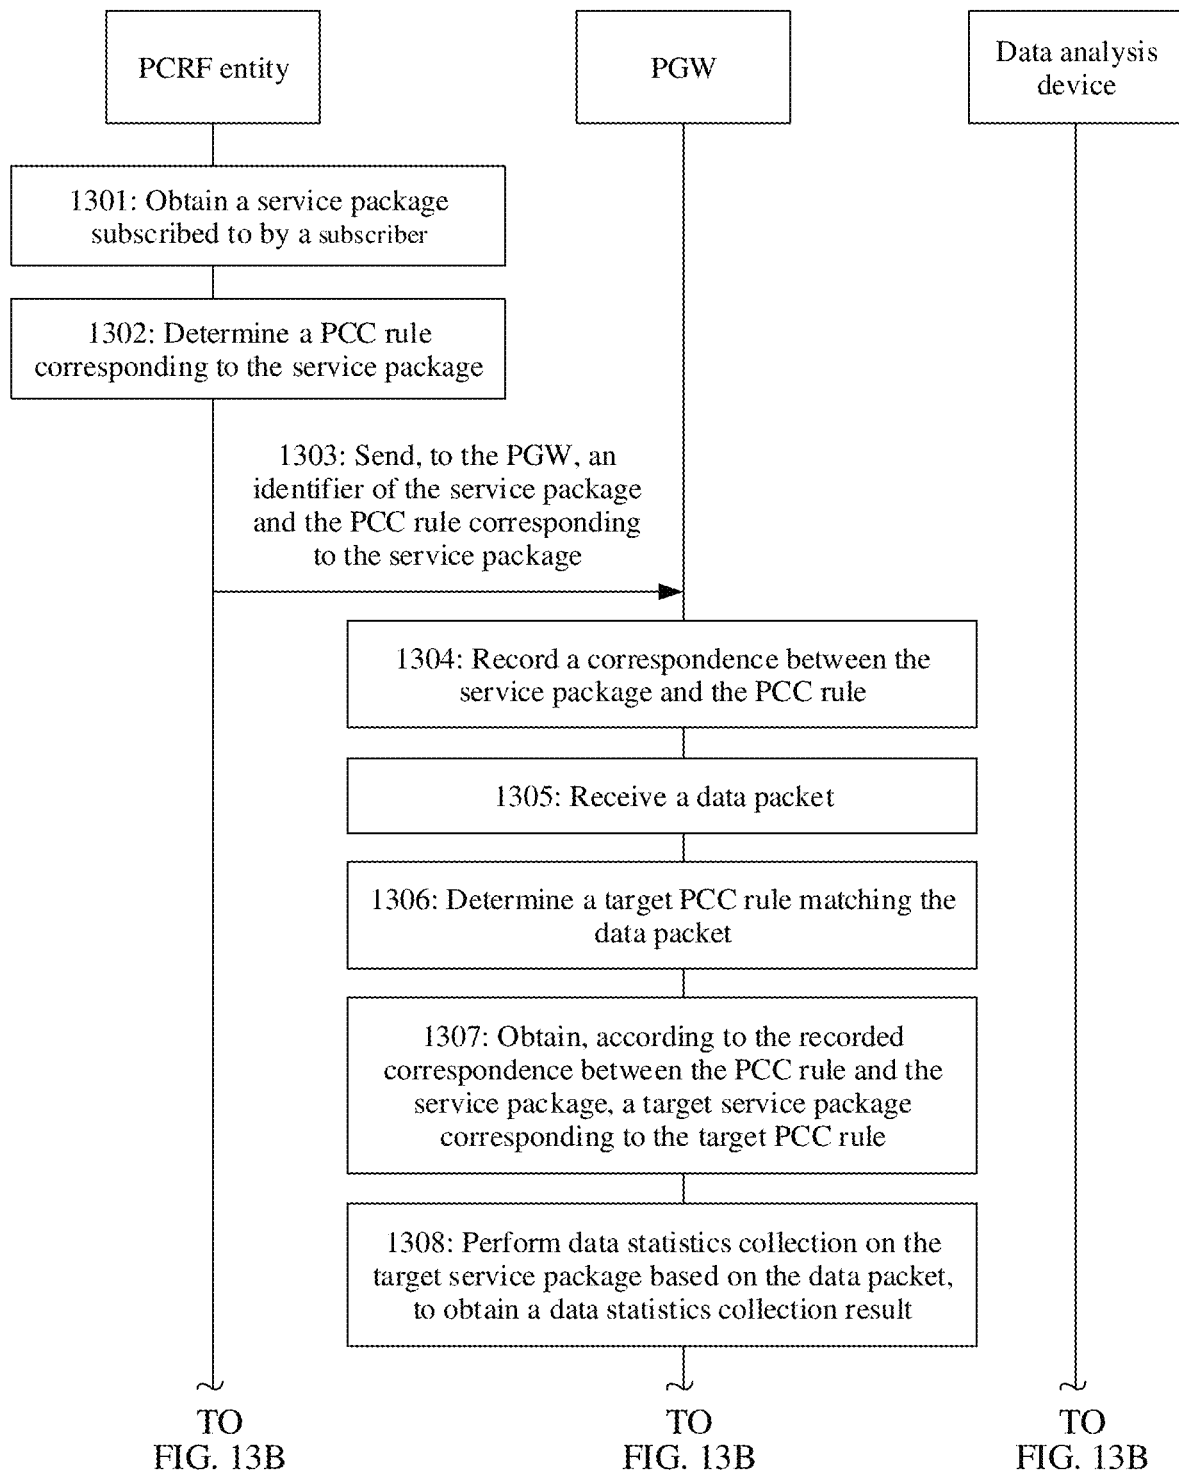 PCRF entity
PGW
Data analysis
device
1301: Obtain a service package
subscribed to by a subscriber
1302: Determine a PCC rule
corresponding to the service package
1303: Send, to the PGW, an
identifier of the service package
and the PCC rule corresponding
to the service package
1304: Record a correspondence between the
service package and the PCC rule
1305: Receive a data packet
1306: Determine a target PCC rule matching the
data packet
1307: Obtain, according to the recorded
correspondence between the PCC rule and the
service package, a target service package
corresponding to the target PCC rule
1308: Perform data statistics collection on the
target service package based on the data packet,
to obtain a data statistics collection result
TO
FIG. 13B
TO
FIG. 13B
TO
FIG. 13B